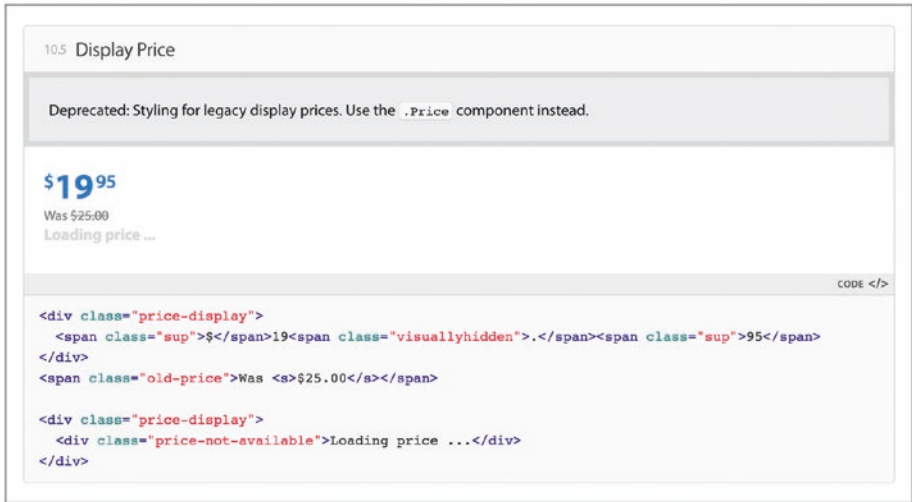 10.5 Display Price
Deprecated: Styling for legacy display prices. Use the .Price component instead.
$1995
Was $25.00
Loading price ...
CODE </>
<div class="price-display">
  <span class="sup">$</span>19<span class="visuallyhidden">.</span><span class="sup">95</span>
</div>
<span class="old-price">Was <s>$25.00</s></span>

<div class="price-display">
  <div class="price-not-available">Loading price ...</div>
</div>